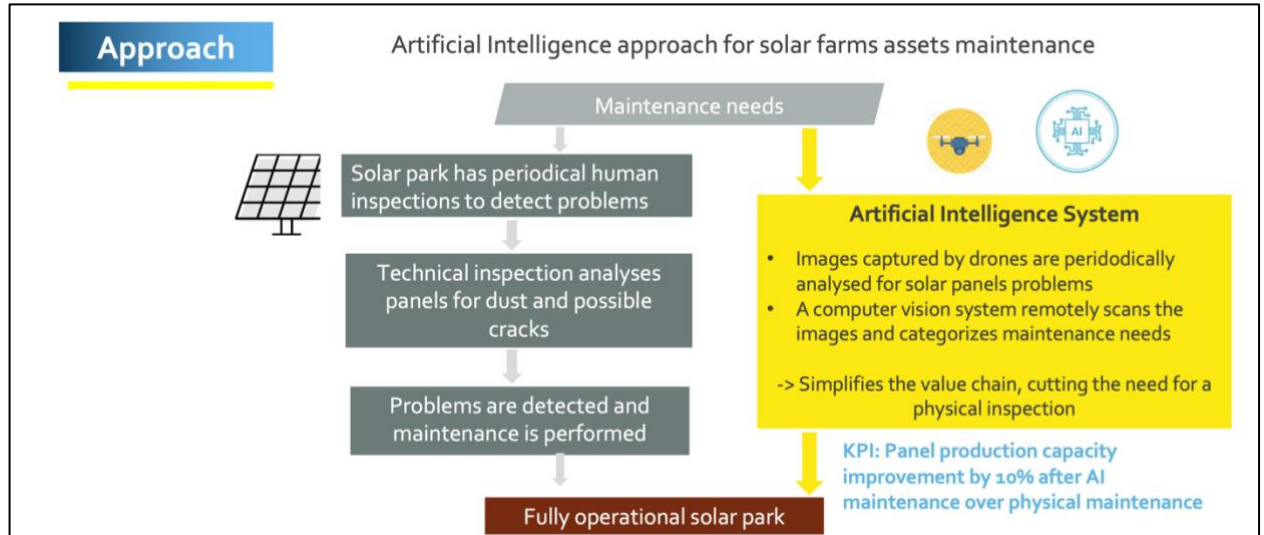 Approach
Artificial Intelligence approach for solar farms assets maintenance
Maintenance needs
AI
Solar park has periodical human
inspections to detect problems
Technical inspection analyses
panels for dust and possible
cracks
Problems are detected and
maintenance is performed
Artificial Intelligence System
• Images captured by drones are peridodically
analysed for solar panels problems
• A computer vision system remotely scans the
images and categorizes maintenance needs
-> Simplifies the value chain, cutting the need for a
physical inspection
KPI: Panel production capacity
improvement by 10% after AI
maintenance over physical maintenance
Fully operational solar park